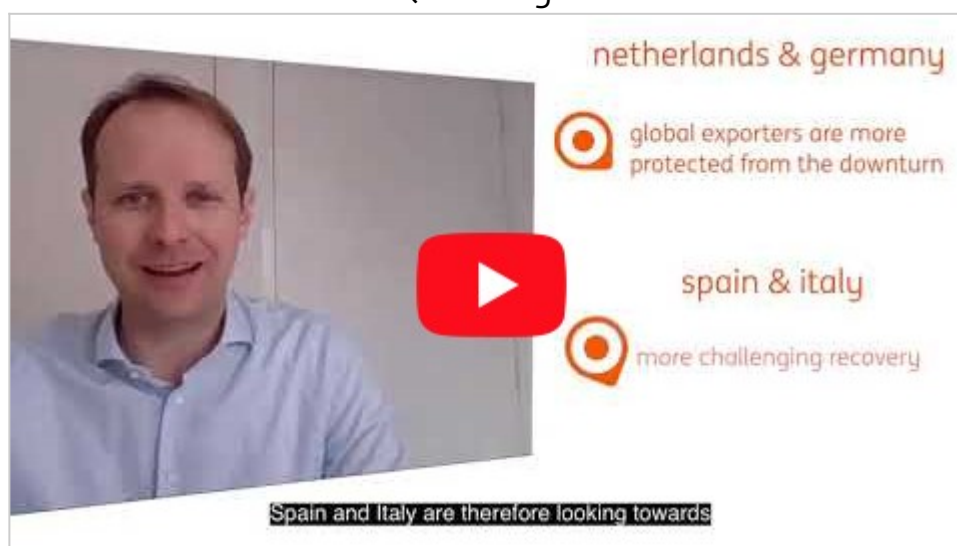 netherlands & germany
global exporters are more
protected from the downturn
spain & italy
more challenging recovery
Spain and Italy are therefore looking towards